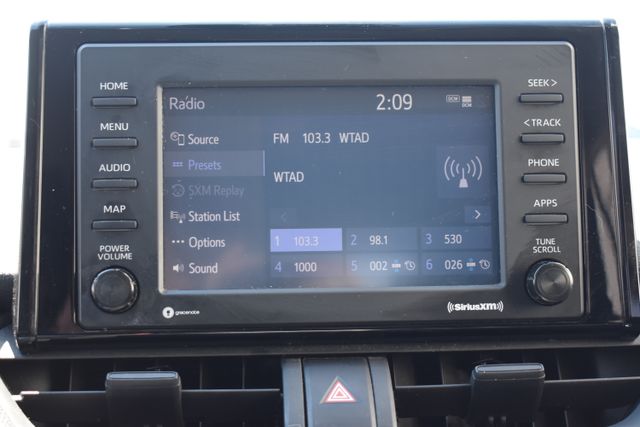 HOME
MENU
AUDIO
MAP
POWER
VOLUME
Radio
2:09
DCM
DCM
Source
Presets
SXM Replay
Station List
Options
Sound
FM 103.3 WTAD
WTAD
<
>
1 103.3 2 98.1 3 530
4 1000 5 002 6 026
SEEK >
< TRACK
PHONE
APPS
TUNE
SCROLL
gracenote
((SiriusXM))